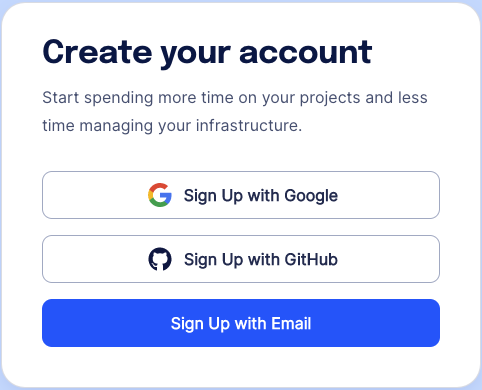 Create your account
Start spending more time on your projects and less
time managing your infrastructure.
Sign Up with Google
Sign Up with GitHub
Sign Up with Email